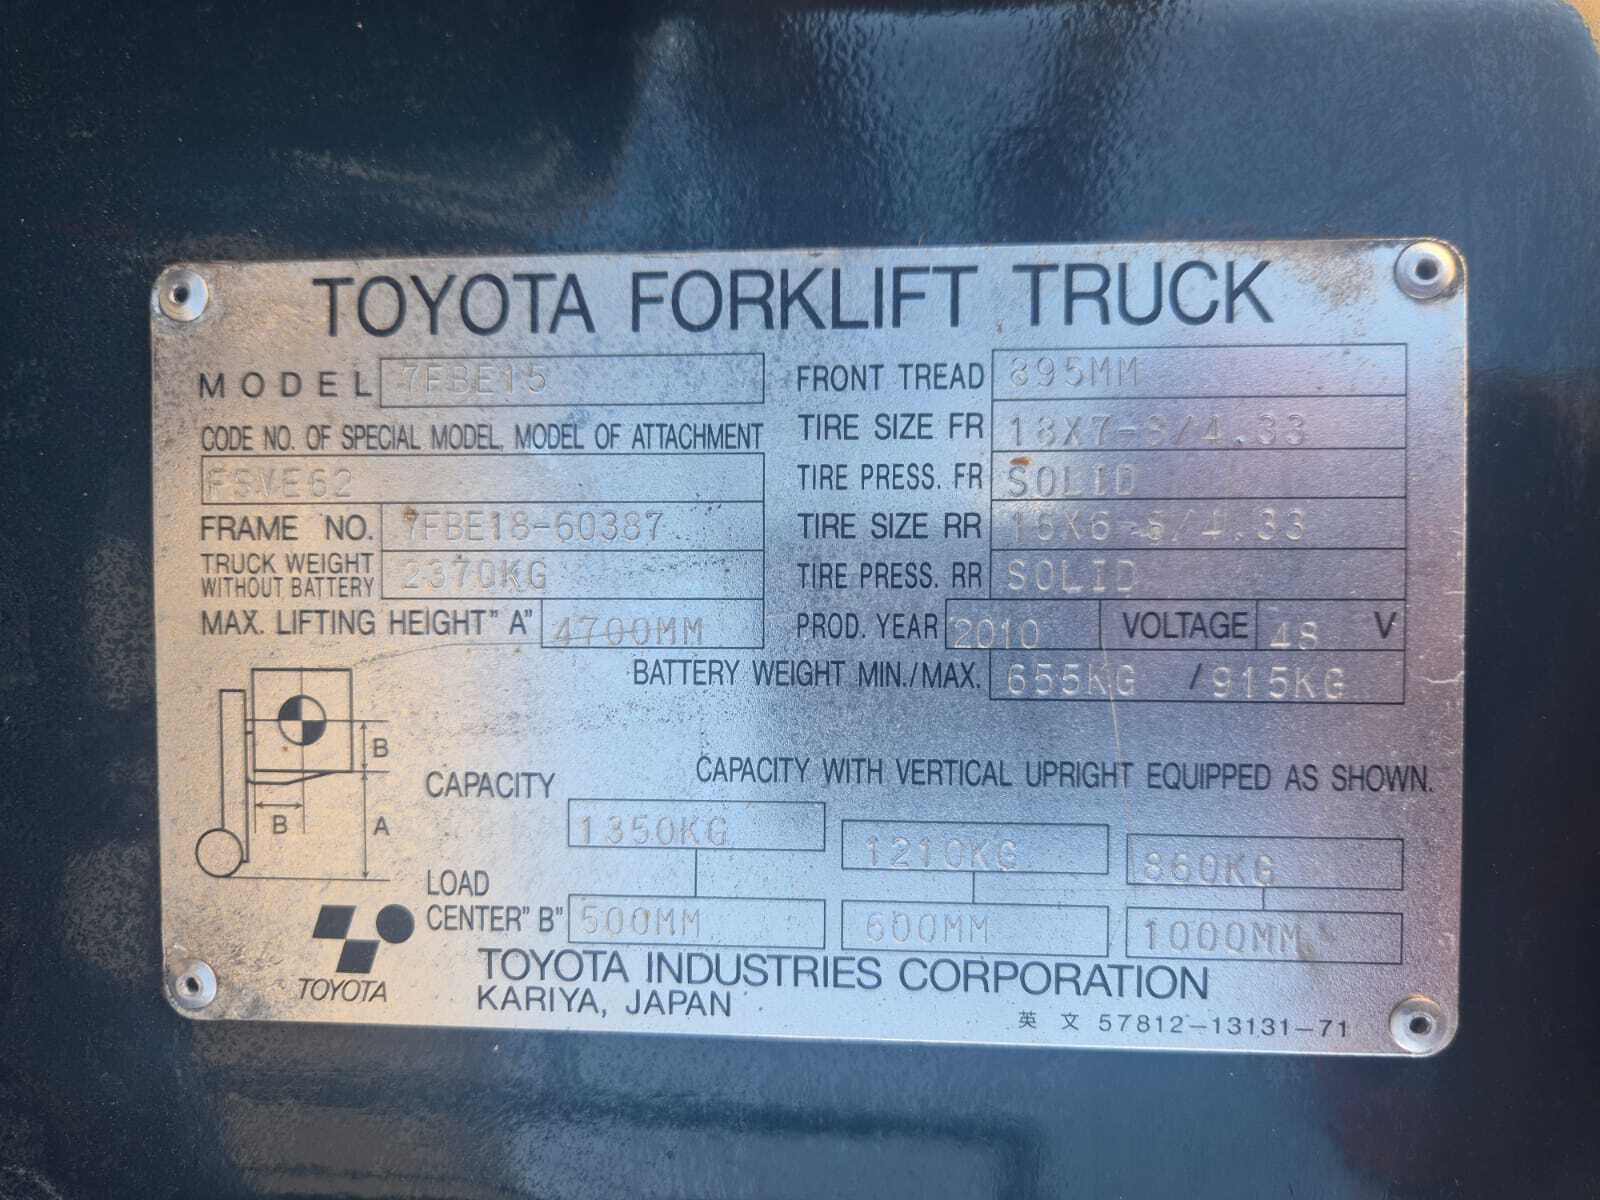 TOYOTA FORKLIFT TRUCK
MODEL 7FBE15
CODE NO. OF SPECIAL MODEL, MODEL OF ATTACHMENT
FSVE62
FRAME NO. 7FBE18-60387
TRUCK WEIGHT WITHOUT BATTERY 2370KG
MAX. LIFTING HEIGHT "A" 4700MM
FRONT TREAD 895MM
TIRE SIZE FR 18X7-8/4.33
TIRE PRESS. FR SOLID
TIRE SIZE RR 16X6-8/4.33
TIRE PRESS. RR SOLID
PROD. YEAR 2010 VOLTAGE 48 V
BATTERY WEIGHT MIN./MAX. 655KG / 915KG
B
B
A
CAPACITY WITH VERTICAL UPRIGHT EQUIPPED AS SHOWN.
CAPACITY 1350KG 1210KG 860KG
LOAD CENTER "B" 500MM 600MM 1000MM
TOYOTA
TOYOTA INDUSTRIES CORPORATION
KARIYA, JAPAN
英 文 57812-13131-71